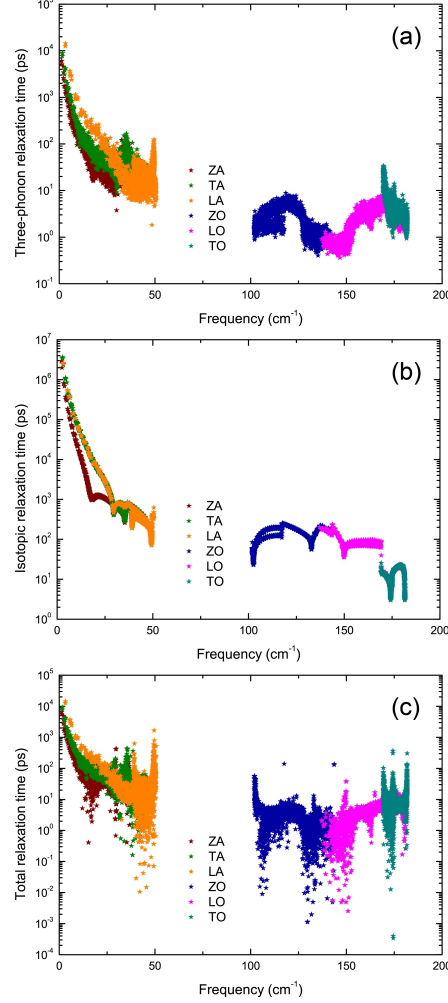 (a)
Three-phonon relaxation time (ps)
10^5
10^4
10^3
10^2
10^1
10^0
10^-1
ZA
TA
LA
ZO
LO
TO
0 50 100 150 200
Frequency (cm^-1)
(b)
Isotopic relaxation time (ps)
10^7
10^6
10^5
10^4
10^3
10^2
10^1
10^0
ZA
TA
LA
ZO
LO
TO
0 50 100 150 200
Frequency (cm^-1)
(c)
Total relaxation time (ps)
10^5
10^4
10^3
10^2
10^1
10^0
10^-1
10^-2
10^-3
10^-4
ZA
TA
LA
ZO
LO
TO
0 50 100 150 200
Frequency (cm^-1)